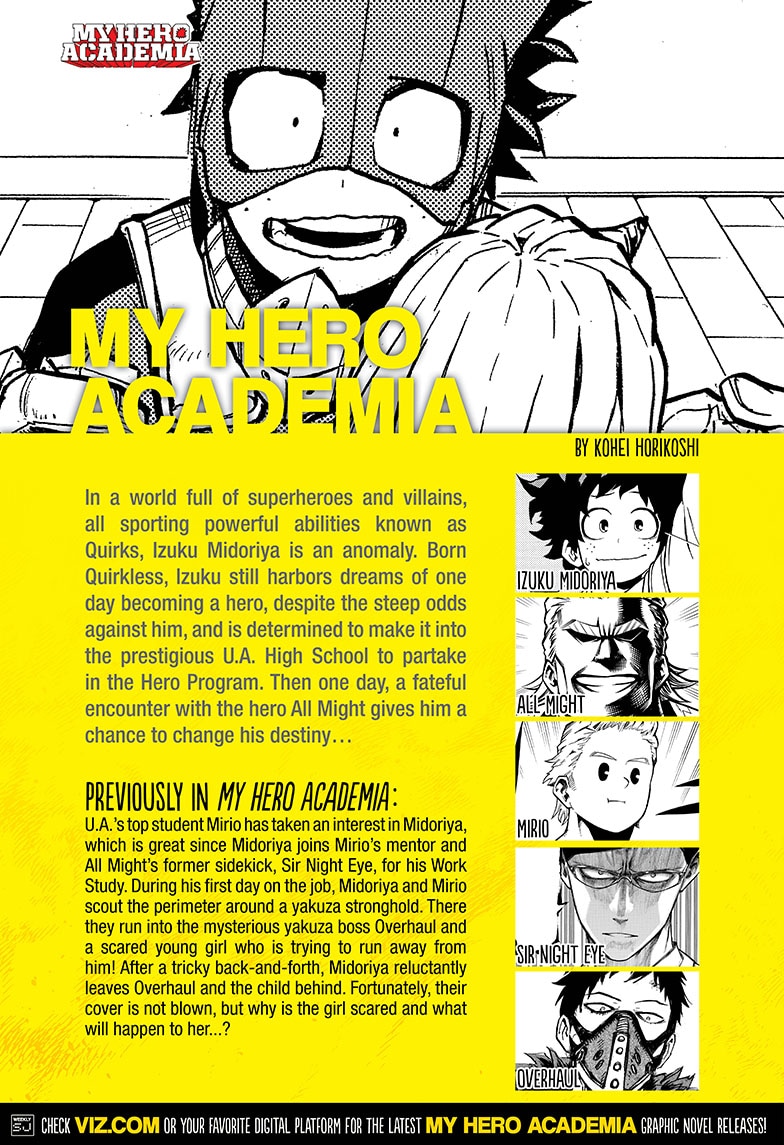 MY HERO
ACADEMIA
MY HERO
ACADEMIA
BY KOHEI HORIKOSHI
In a world full of superheroes and villains,
all sporting powerful abilities known as
Quirks, Izuku Midoriya is an anomaly. Born
Quirkless, Izuku still harbors dreams of one
day becoming a hero, despite the steep odds
against him, and is determined to make it into
the prestigious U.A. High School to partake
in the Hero Program. Then one day, a fateful
encounter with the hero All Might gives him a
chance to change his destiny...
PREVIOUSLY IN MY HERO ACADEMIA:
U.A.'s top student Mirio has taken an interest in Midoriya,
which is great since Midoriya joins Mirio's mentor and
All Might's former sidekick, Sir Night Eye, for his Work
Study. During his first day on the job, Midoriya and Mirio
scout the perimeter around a yakuza stronghold. There
they run into the mysterious yakuza boss Overhaul and
a scared young girl who is trying to run away from
him! After a tricky back-and-forth, Midoriya reluctantly
leaves Overhaul and the child behind. Fortunately, their
cover is not blown, but why is the girl scared and what
will happen to her...?
IZUKU MIDORIYA
ALL MIGHT
MIRIO
SIR NIGHT EYE
OVERHAUL
WEEKLY
SJ
CHECK VIZ.COM OR YOUR FAVORITE DIGITAL PLATFORM FOR THE LATEST MY HERO ACADEMIA GRAPHIC NOVEL RELEASES!